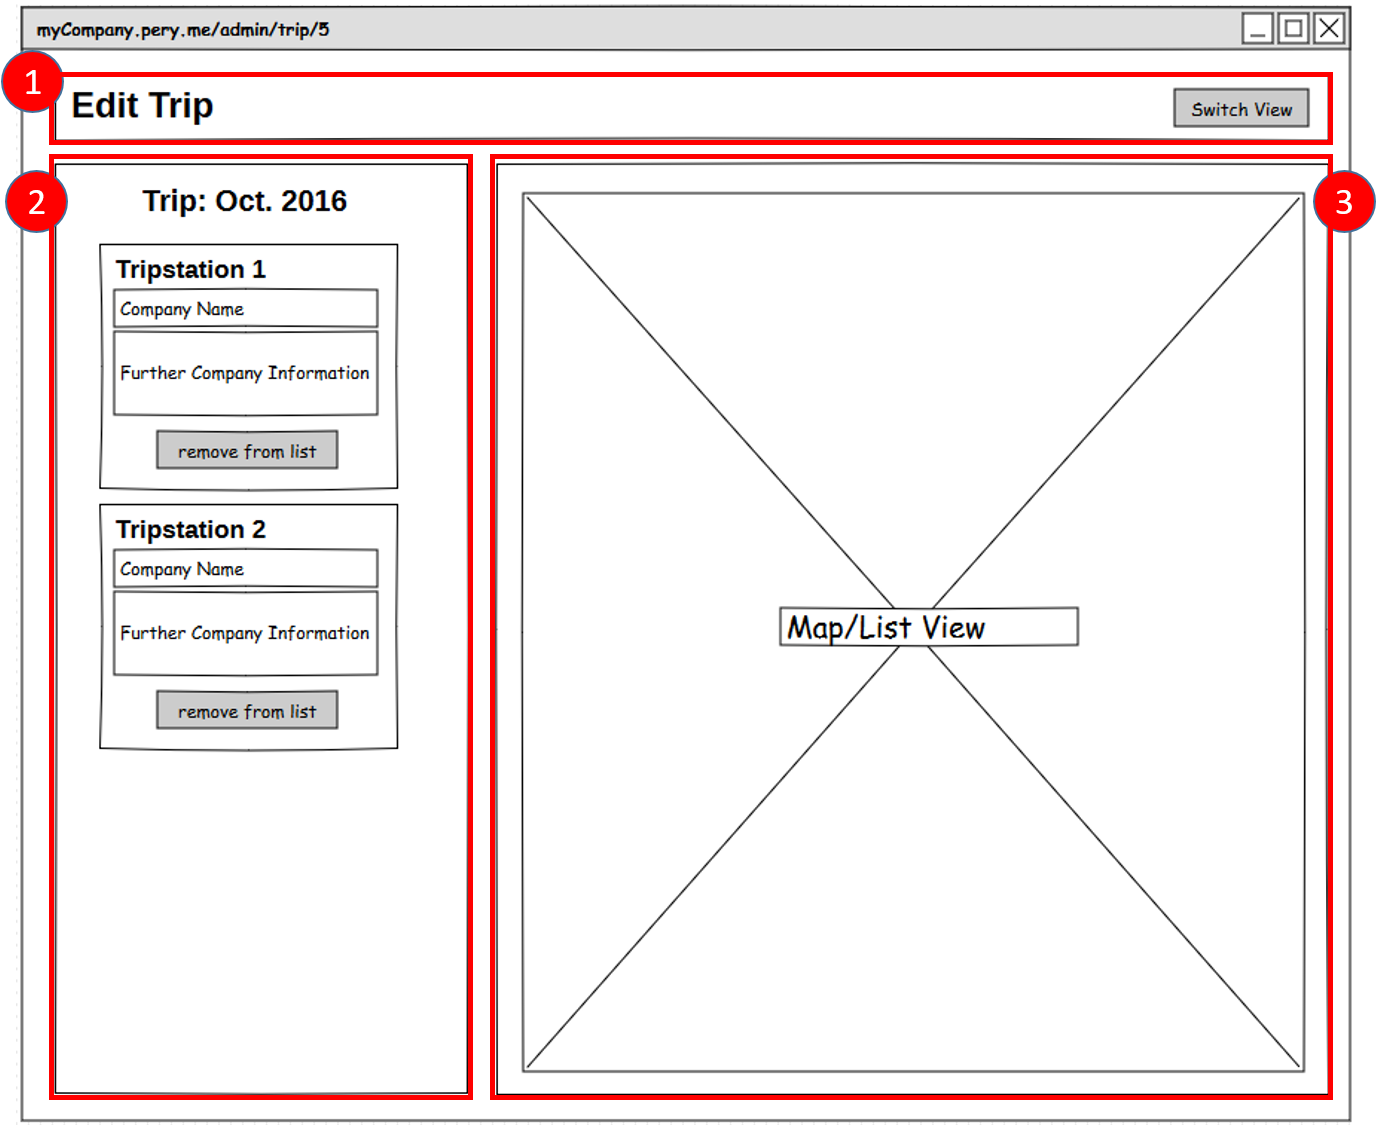 myCompany.pery.me/admin/trip/5
1
Edit Trip
Switch View
2
Trip: Oct. 2016
Tripstation 1
Company Name
Further Company Information
remove from list
Tripstation 2
Company Name
Further Company Information
remove from list
3
Map/List View